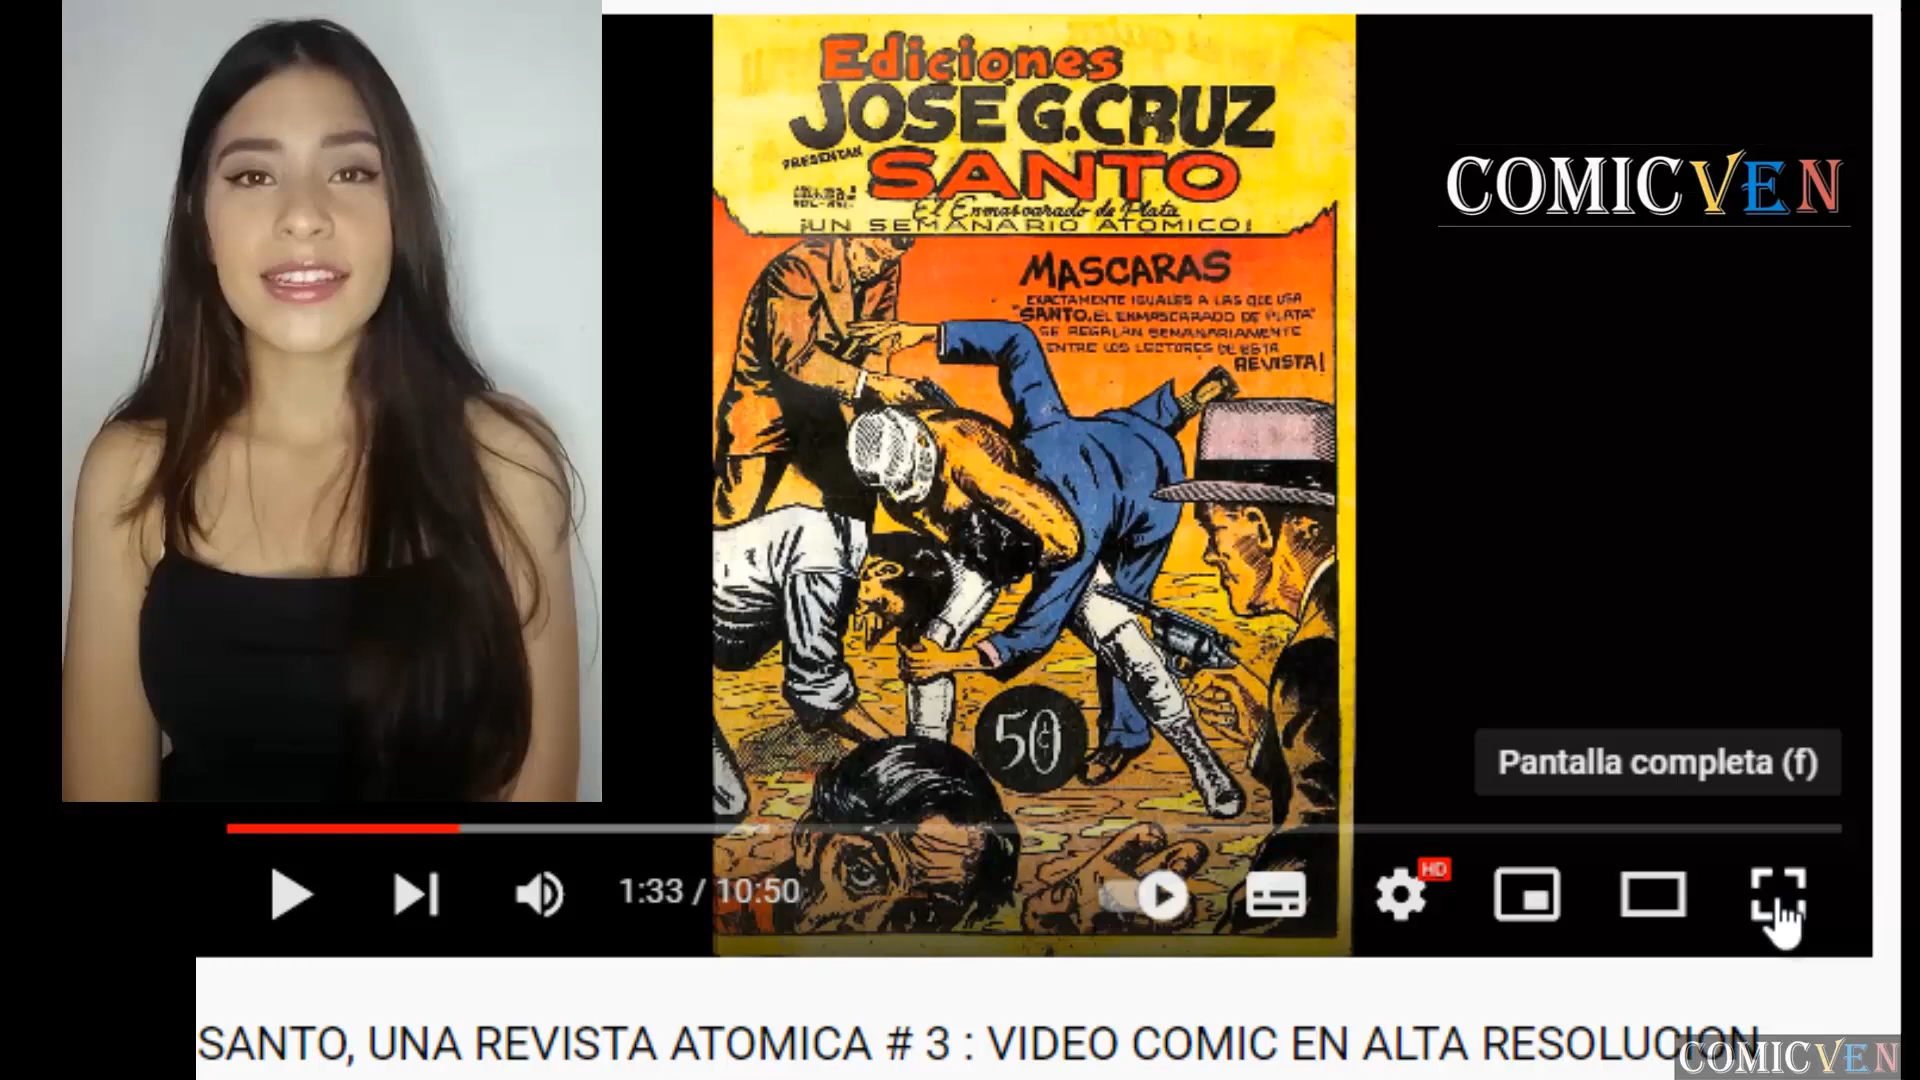 Ediciones
JOSE G. CRUZ
PRESENTAN
SANTO
El Enmascarado de Plata
¡UN SEMANARIO ATOMICO!
MASCARAS
EXACTAMENTE IGUALES A LAS QUE USA
"SANTO, EL ENMASCARADO DE PLATA"
SE REGALAN SEMANARIAMENTE
ENTRE LOS LECTORES DE ESTA
REVISTA!
50¢
COMICVEN
Pantalla completa (f)
1:33 / 10:50
HD
SANTO, UNA REVISTA ATOMICA # 3 : VIDEO COMIC EN ALTA RESOLUCION
COMICVEN